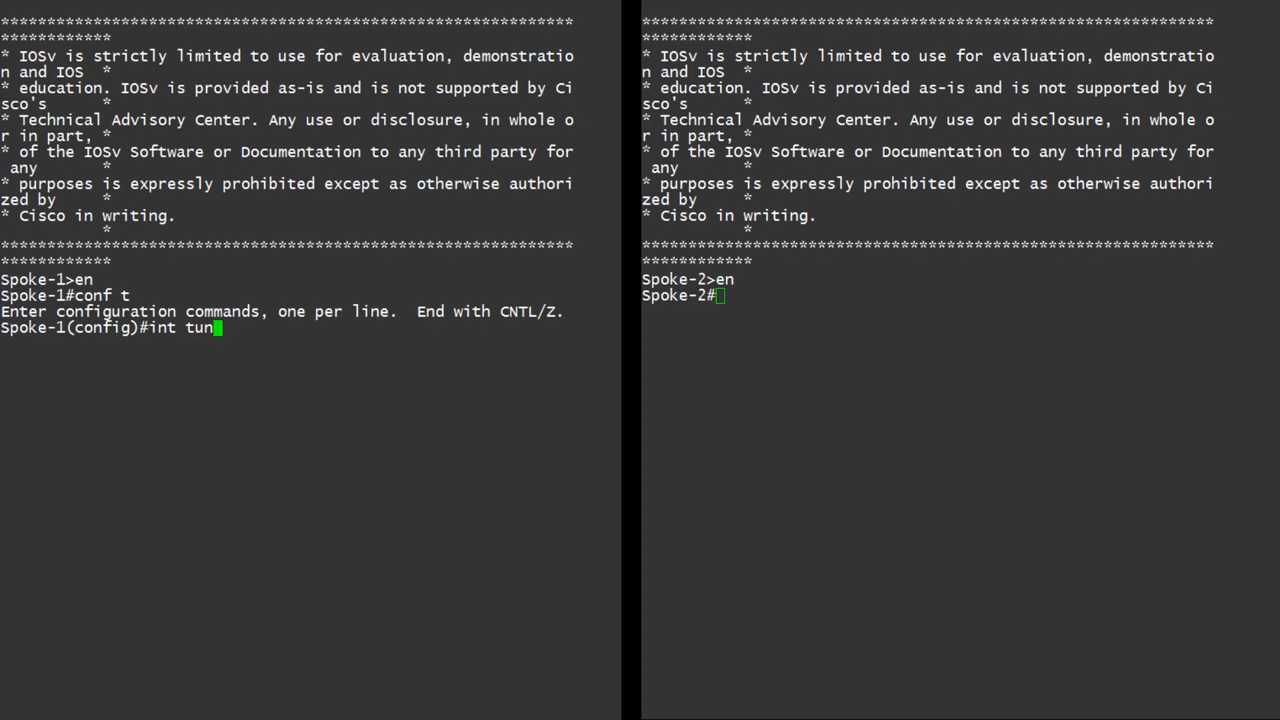 **************************************************************
************
* IOSv is strictly limited to use for evaluation, demonstratio
n and IOS  *
* education. IOSv is provided as-is and is not supported by Ci
sco's      *
* Technical Advisory Center. Any use or disclosure, in whole o
r in part, *
* of the IOSv Software or Documentation to any third party for
 any       *
* purposes is expressly prohibited except as otherwise authori
zed by     *
* Cisco in writing.
           *
**************************************************************
************
Spoke-1>en
Spoke-1#conf t
Enter configuration commands, one per line.  End with CNTL/Z.
Spoke-1(config)#int tun
**************************************************************
************
* IOSv is strictly limited to use for evaluation, demonstratio
n and IOS  *
* education. IOSv is provided as-is and is not supported by Ci
sco's      *
* Technical Advisory Center. Any use or disclosure, in whole o
r in part, *
* of the IOSv Software or Documentation to any third party for
 any       *
* purposes is expressly prohibited except as otherwise authori
zed by     *
* Cisco in writing.
           *
**************************************************************
************
Spoke-2>en
Spoke-2#